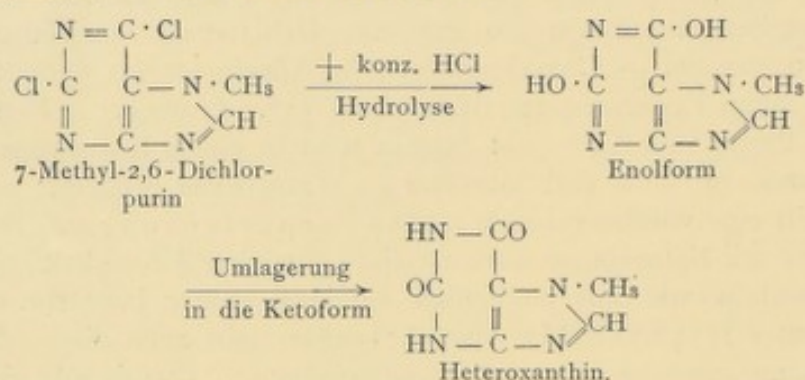 N = C · Cl
Cl · C C — N · CH₃
CH
N — C — N
7-Methyl-2,6-Dichlor-
purin
+ konz. HCl
Hydrolyse
N = C · OH
HO · C C — N · CH₃
CH
N — C — N
Enolform
Umlagerung
in die Ketoform
HN — CO
OC C — N · CH₃
CH
HN — C — N
Heteroxanthin.